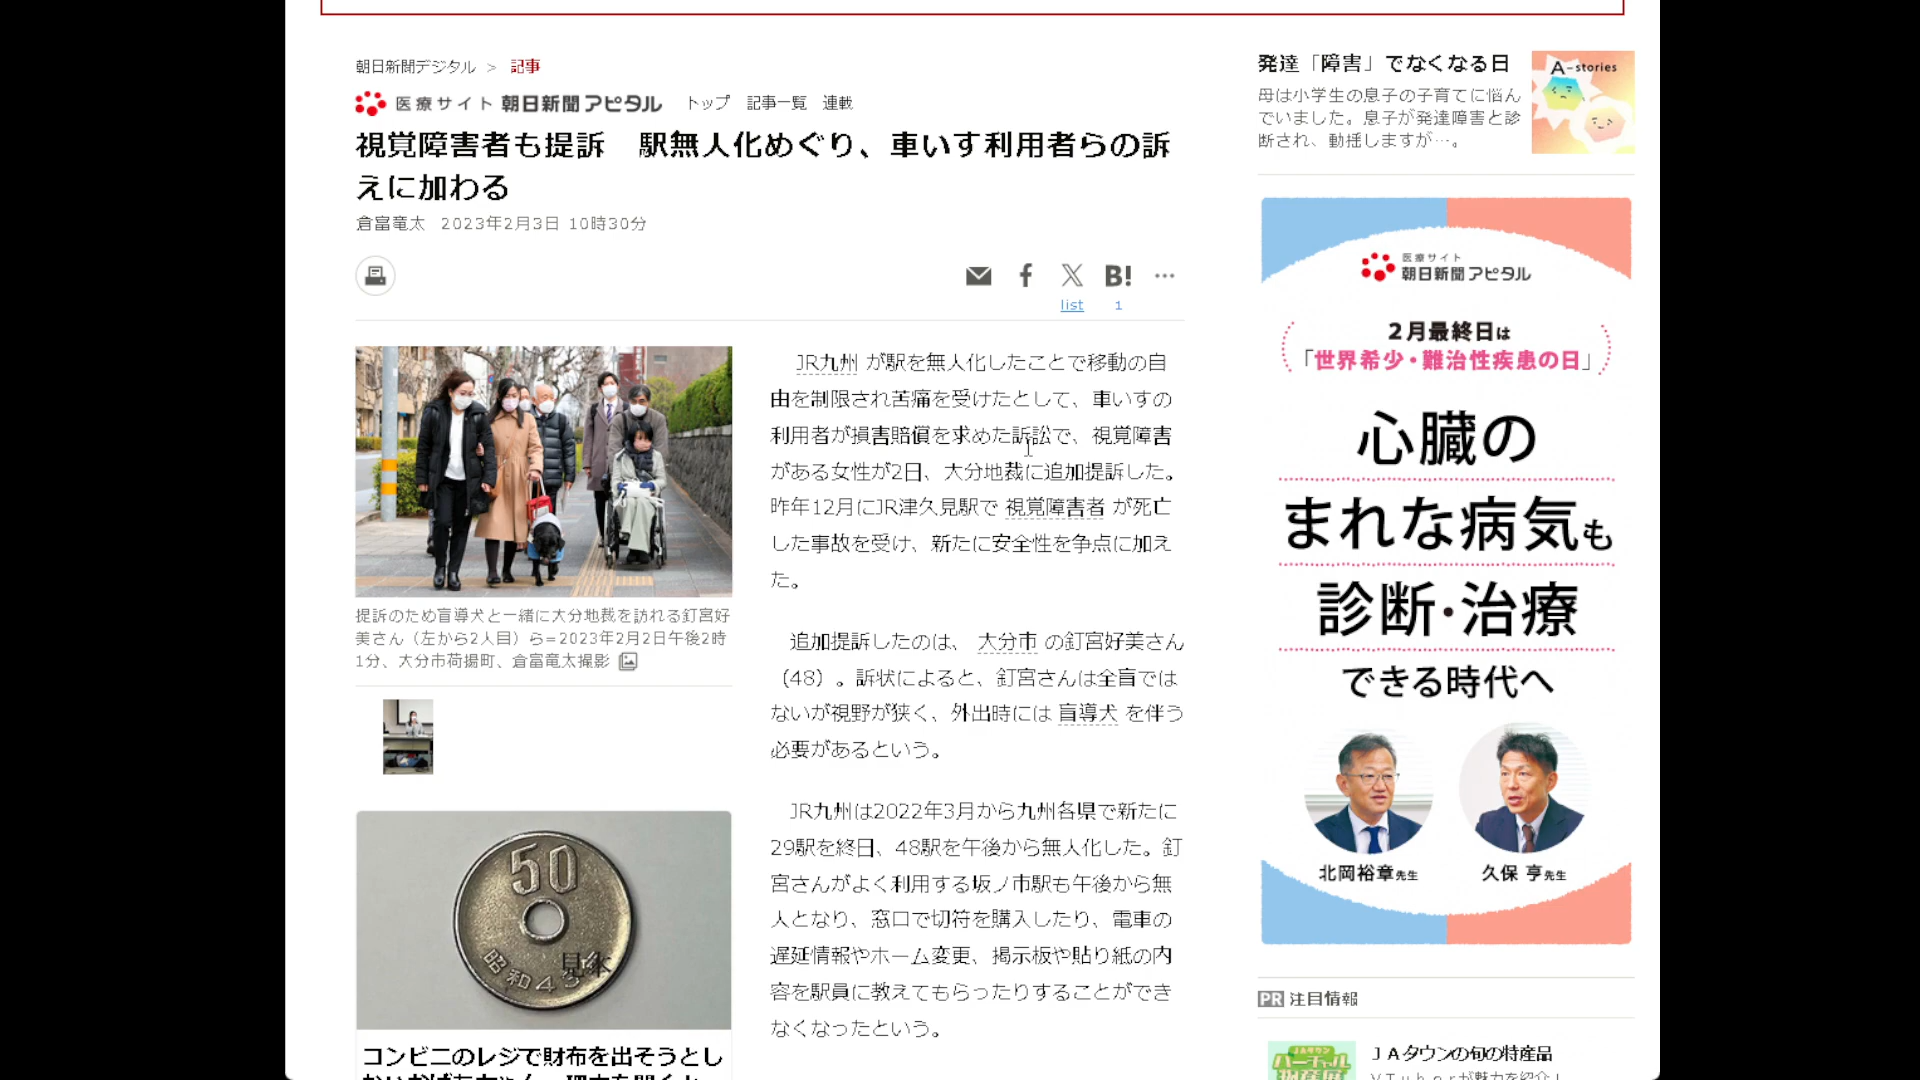 朝日新聞デジタル ＞ 記事
医療サイト 朝日新聞アピタル トップ 記事一覧 連載
視覚障害者も提訴　駅無人化めぐり、車いす利用者らの訴
えに加わる
倉富竜太 2023年2月3日 10時30分
B! …
list 1
提訴のため盲導犬と一緒に大分地裁を訪れる釘宮好
美さん（左から2人目）ら=2023年2月2日午後2時
1分、大分市荷揚町、倉富竜太撮影
50
昭和43
見本
コンビニのレジで財布を出そうとし
JR九州 が駅を無人化したことで移動の自
由を制限され苦痛を受けたとして、車いすの
利用者が損害賠償を求めた訴訟で、視覚障害
がある女性が2日、大分地裁に追加提訴した。
昨年12月にJR津久見駅で 視覚障害者 が死亡
した事故を受け、新たに安全性を争点に加え
た。
追加提訴したのは、 大分市 の釘宮好美さん
（48）。訴状によると、釘宮さんは全盲では
ないが視野が狭く、外出時には 盲導犬 を伴う
必要があるという。
JR九州は2022年3月から九州各県で新たに
29駅を終日、48駅を午後から無人化した。釘
宮さんがよく利用する坂ノ市駅も午後から無
人となり、窓口で切符を購入したり、電車の
遅延情報やホーム変更、掲示板や貼り紙の内
容を駅員に教えてもらったりすることができ
なくなったという。
発達「障害」でなくなる日
母は小学生の息子の子育てに悩ん
でいました。息子が発達障害と診
断され、動揺しますが…。
A-stories
医療サイト
朝日新聞アピタル
2月最終日は
「世界希少・難治性疾患の日」
心臓の
まれな病気も
診断・治療
できる時代へ
北岡裕章先生 久保 亨先生
PR 注目情報
JAタウン
バーチャル
ＪＡタウンの旬の特産品
VTuberが魅力を紹介！